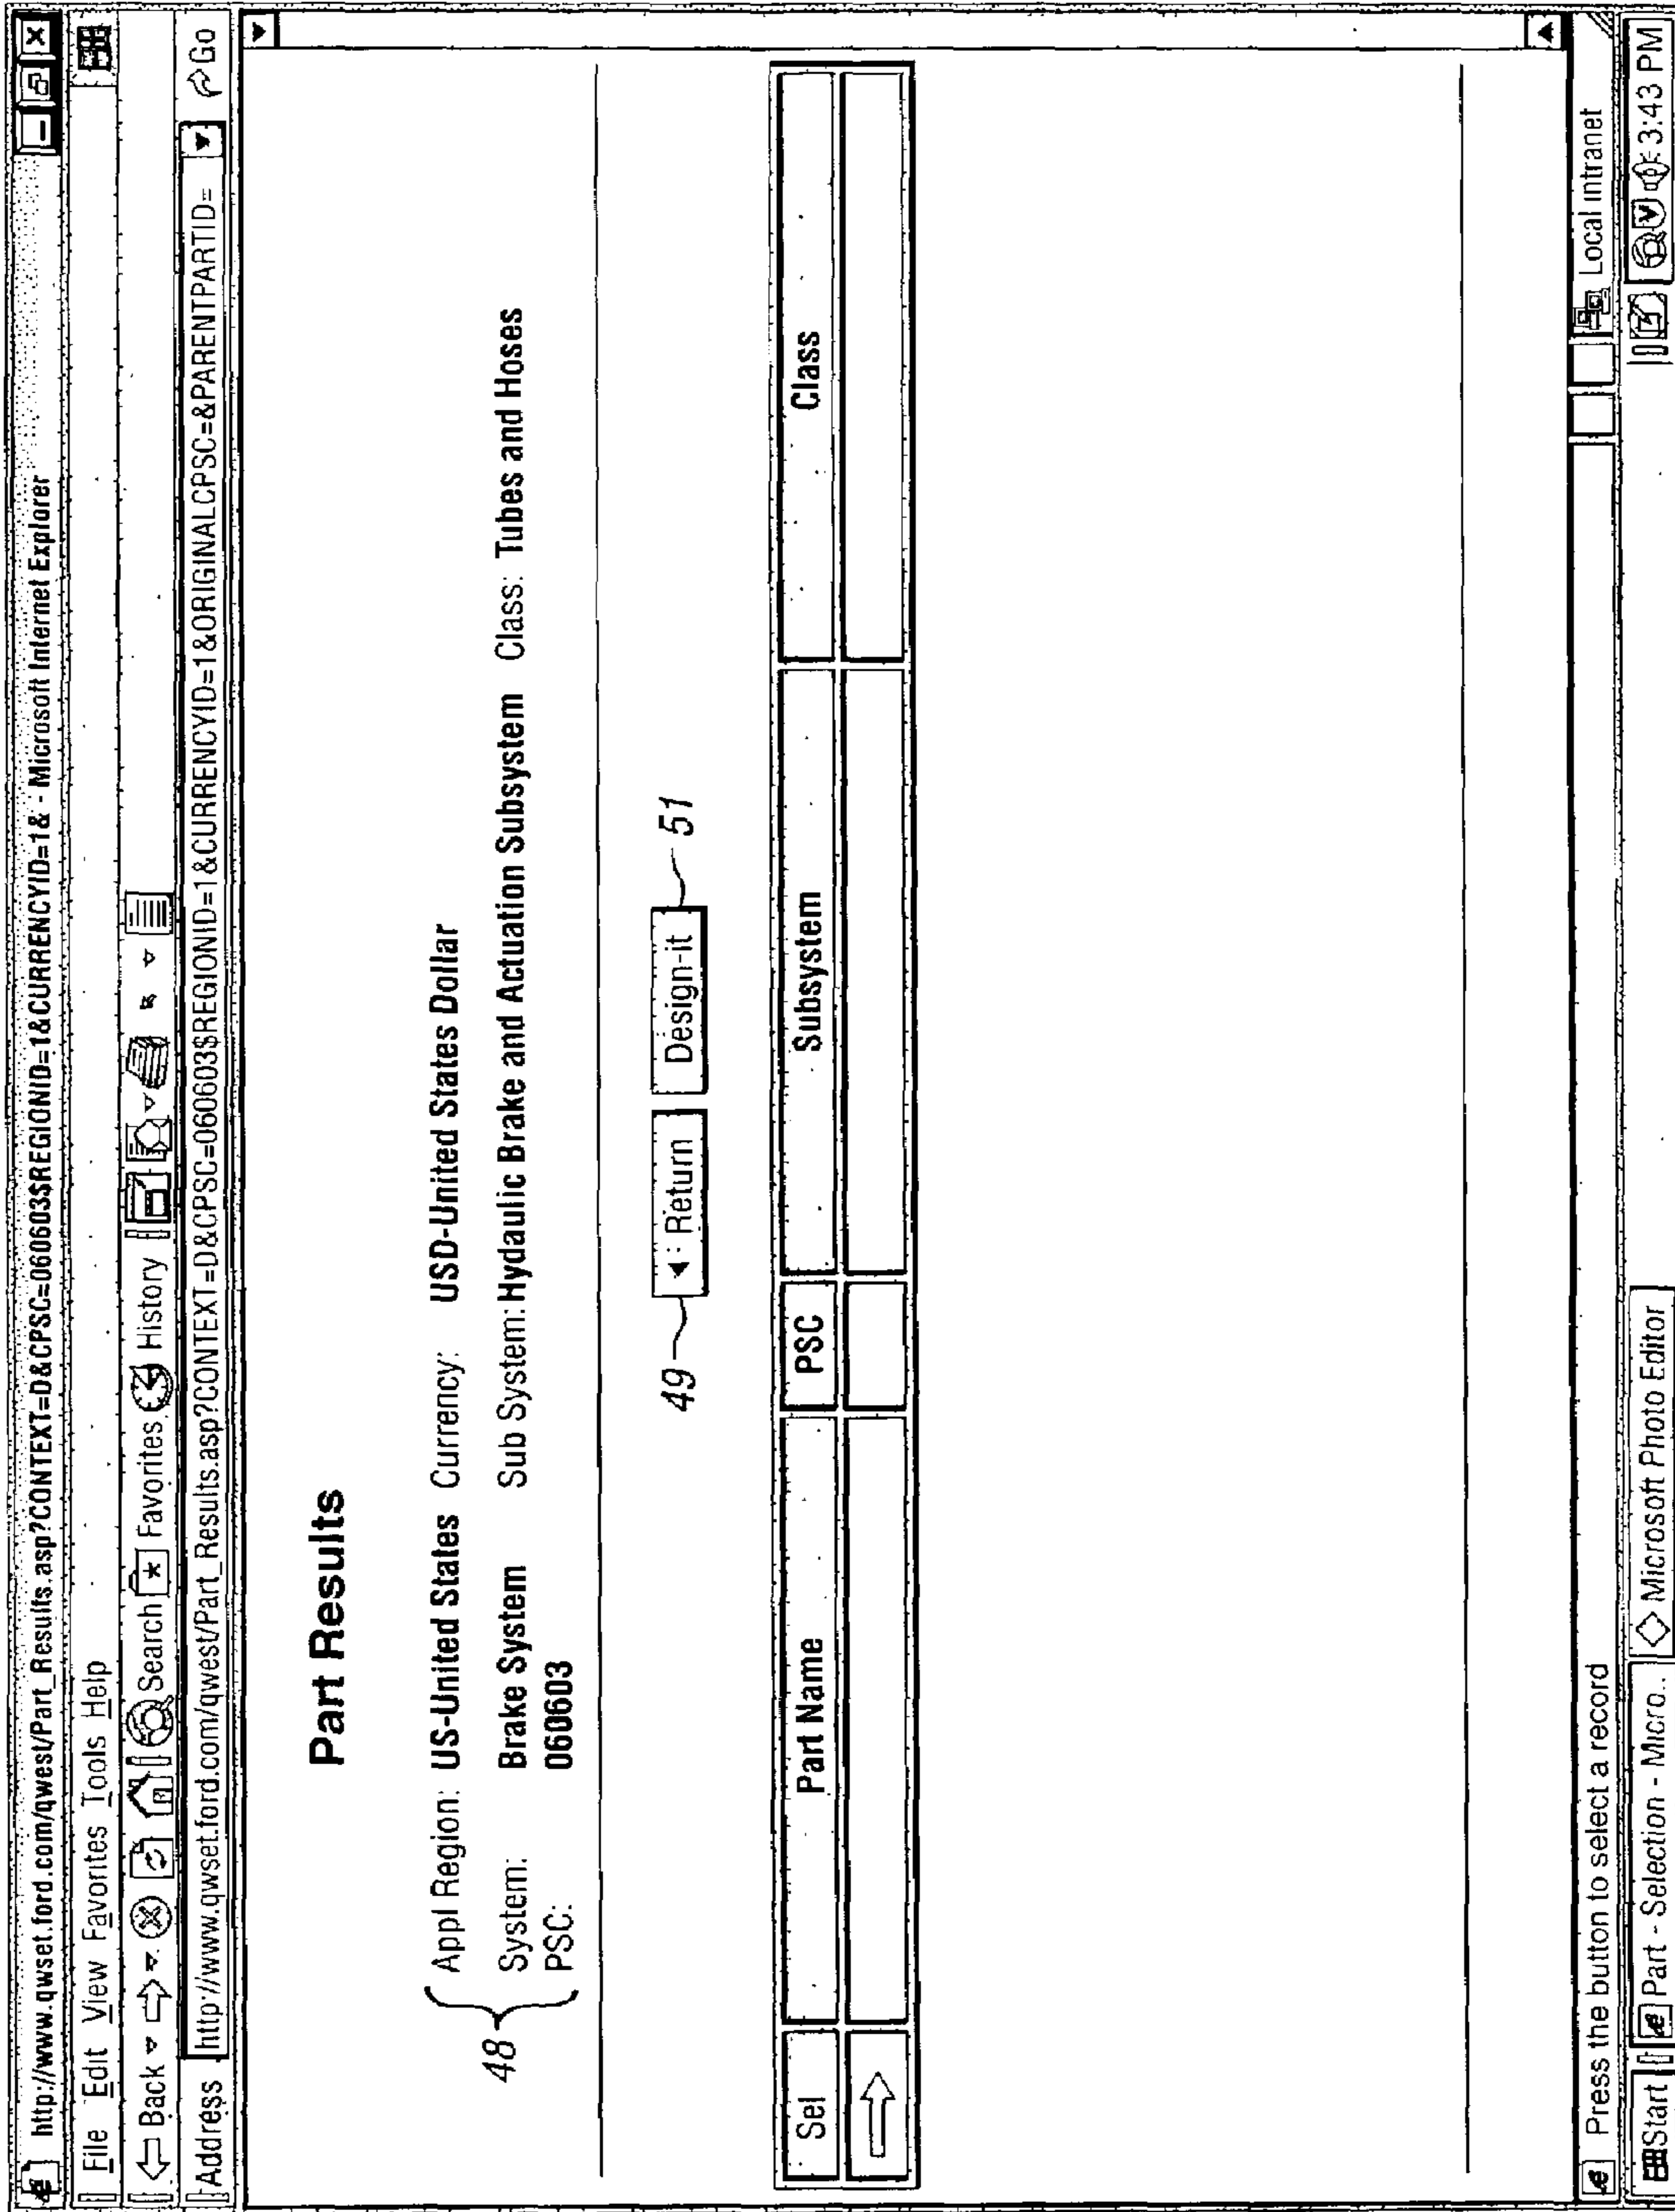 http://www.qwset.ford.com/qwest/Part_Results.asp?CONTEXT=D&CPSC=060603$REGIONID=1&CURRENCYID=1& - Microsoft Internet Explorer
File Edit View Favorites Tools Help
Back Search Favorites History
Address http://www.qwset.ford.com/qwest/Part_Results.asp?CONTEXT=D&CPSC=060603$REGIONID=1&CURRENCYID=1&ORIGINALCPSC=&PARENTPARTID= Go
Part Results
48 Appl Region: US-United States Currency: USD-United States Dollar
System: Brake System Sub System: Hydaulic Brake and Actuation Subsystem Class: Tubes and Hoses
PSC: 060603
49 Return Design-it 51
Sel Part Name PSC Subsystem Class
Press the button to select a record Local intranet
Start Part - Selection - Micro.. Microsoft Photo Editor 3:43 PM